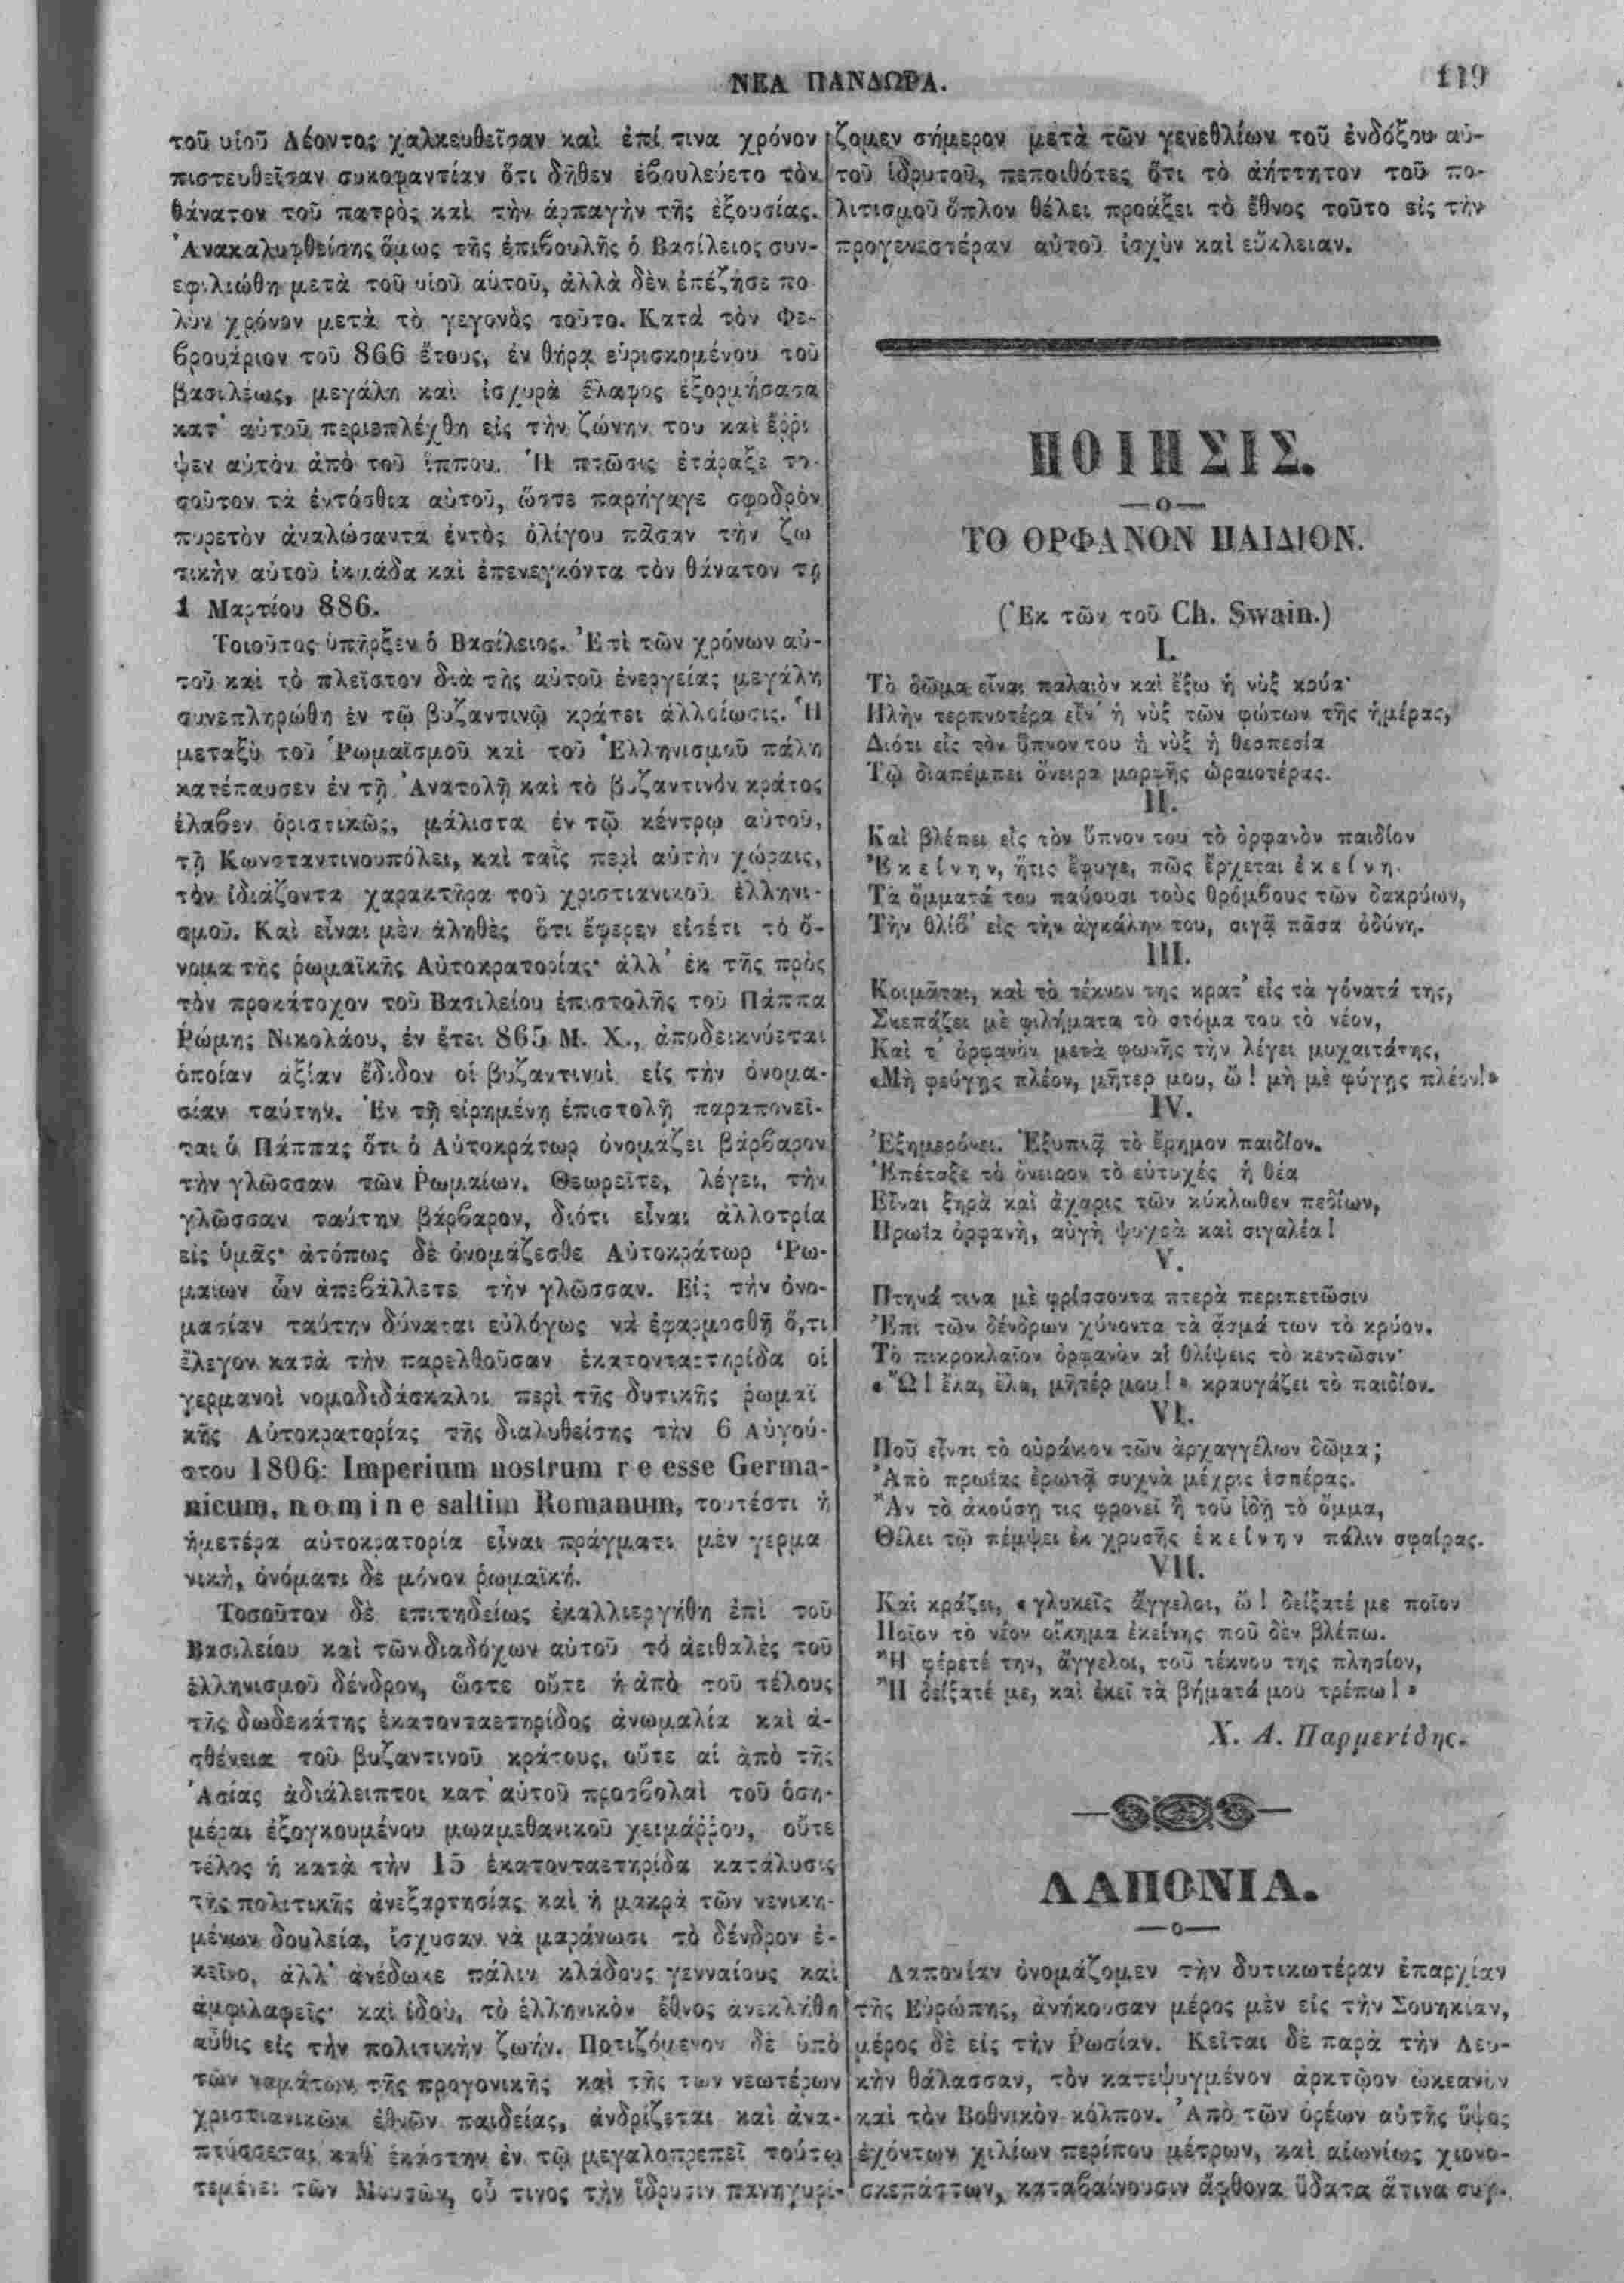 ΝΕΑ ΠΑΝΔΩΡΑ.
119
τοῦ υἱοῦ Λέοντος χαλκευθεῖσαν καὶ ἐπί τινα χρόνον
πιστευθεῖσαν συκοφαντίαν ὅτι δῆθεν ἐβουλεύετο τὸν
θάνατον τοῦ πατρὸς καὶ τὴν ἁρπαγὴν τῆς ἐξουσίας.
Ἀνακαλυφθείσης ὅμως τῆς ἐπιβουλῆς ὁ Βασίλειος συν-
εφιλιώθη μετὰ τοῦ υἱοῦ αὑτοῦ, ἀλλὰ δὲν ἐπέζησε πο
λὺν χρόνον μετὰ τὸ γεγονὸς τοῦτο. Κατὰ τὸν Φε-
βρουάριον τοῦ 866 ἔτους, ἐν θήρᾳ εὑρισκομένου τοῦ
βασιλέως, μεγάλη καὶ ἰσχυρὰ ἔλαφος ἐξορμήσασα
κατ' αὐτοῦ περιεπλέχθη εἰς τὴν ζώνην του καὶ ἔῤῥι
ψεν αὐτὸν ἀπὸ τοῦ ἵππου. Ἡ πτῶσις ἐτάραξε το-
σοῦτον τὰ ἐντόσθια αὐτοῦ, ὥστε παρήγαγε σφοδρὸν
πυρετὸν ἀναλώσαντα ἐντὸς ὀλίγου πᾶσαν τὴν ζω
τικὴν αὐτοῦ ἰκμάδα καὶ ἐπενεγκόντα τὸν θάνατον τῇ
1 Μαρτίου 886.
Τοιοῦτος ὑπῆρξεν ὁ Βασίλειος. Ἐπὶ τῶν χρόνων αὐ-
τοῦ καὶ τὸ πλεῖστον διὰ τῆς αὐτοῦ ἐνεργείας μεγάλη
συνεπληρώθη ἐν τῷ βυζαντινῷ κράτει ἀλλοίωσις. Ἡ
μεταξὺ τοῦ Ῥωμαϊσμοῦ καὶ τοῦ Ἑλληνισμοῦ πάλη
κατέπαυσεν ἐν τῇ Ἀνατολῇ καὶ τὸ βυζαντινὸν κράτος
ἔλαβεν ὁριστικῶς, μάλιστα ἐν τῷ κέντρῳ αὐτοῦ,
τῇ Κωνσταντινουπόλει, καὶ ταῖς περὶ αὐτὴν χώραις,
τὸν ἰδιάζοντα χαρακτῆρα τοῦ χριστιανικοῦ ἑλληνι-
σμοῦ. Καὶ εἶναι μὲν ἀληθὲς ὅτι ἔφερεν εἰσέτι τὸ ὄ-
νομα τῆς ῥωμαϊκῆς Αὐτοκρατορίας· ἀλλ' ἐκ τῆς πρὸς
τὸν προκάτοχον τοῦ Βασιλείου ἐπιστολῆς τοῦ Πάππα
Ῥώμης Νικολάου, ἐν ἔτει 865 Μ. Χ., ἀποδεικνύεται
ὁποίαν ἀξίαν ἔδιδον οἱ βυζαντινοὶ εἰς τὴν ὀνομα-
σίαν ταύτην. Ἐν τῇ εἰρημένῃ ἐπιστολῇ παραπονεῖ-
ται ὁ Πάππας ὅτι ὁ Αὐτοκράτωρ ὀνομάζει βάρβαρον
τὴν γλῶσσαν τῶν Ῥωμαίων. Θεωρεῖτε, λέγει, τὴν
γλῶσσαν ταύτην βάρβαρον, διότι εἶναι ἀλλοτρία
εἰς ὑμᾶς· ἀτόπως δὲ ὀνομάζεσθε Αὐτοκράτωρ Ῥω-
μαίων ὧν ἀπεβάλλετε τὴν γλῶσσαν. Εἰς τὴν ὀνο-
μασίαν ταύτην δύναται εὐλόγως νὰ ἐφαρμοσθῇ ὅ,τι
ἔλεγον κατὰ τὴν παρελθοῦσαν ἑκατονταετηρίδα οἱ
γερμανοὶ νομοδιδάσκαλοι περὶ τῆς δυτικῆς ῥωμαϊ
κῆς Αὐτοκρατορίας τῆς διαλυθείσης τὴν 6 Αὐγού-
στου 1806: Imperium nostrum re esse Germa-
nicum, nomine saltim Romanum, τουτέστι ἡ
ἡμετέρα αὐτοκρατορία εἶναι πράγματι μὲν γερμα
νικὴ, ὀνόματι δὲ μόνον ῥωμαϊκή.
Τοσοῦτον δὲ ἐπιτηδείως ἐκαλλιεργήθη ἐπὶ τοῦ
Βασιλείου καὶ τῶν διαδόχων αὐτοῦ τὸ ἀειθαλὲς τοῦ
ἑλληνισμοῦ δένδρον, ὥστε οὔτε ἡ ἀπὸ τοῦ τέλους
τῆς δωδεκάτης ἑκατονταετηρίδος ἀνωμαλία καὶ ἀ-
σθένεια τοῦ βυζαντινοῦ κράτους, οὔτε αἱ ἀπὸ τῆς
Ἀσίας ἀδιάλειπτοι κατ' αὐτοῦ προσβολαὶ τοῦ ὁση-
μέραι ἐξογκουμένου μωαμεθανικοῦ χειμάῤῥου, οὔτε
τέλος ἡ κατὰ τὴν 15 ἑκατονταετηρίδα κατάλυσις
τῆς πολιτικῆς ἀνεξαρτησίας καὶ ἡ μακρὰ τῶν νενικη-
μένων δουλεία, ἴσχυσαν νὰ μαράνωσι τὸ δένδρον ἐ-
κεῖνο, ἀλλ' ἀνέδωκε πάλιν κλάδους γενναίους καὶ
ἀμφιλαφεῖς· καὶ ἰδοὺ, τὸ ἑλληνικὸν ἔθνος ἀνεκλήθη
αὖθις εἰς τὴν πολιτικὴν ζωήν. Ποτιζόμενον δὲ ὑπὸ
τῶν ναμάτων τῆς προγονικῆς καὶ τῆς τῶν νεωτέρων
χριστιανικῶν ἐθνῶν παιδείας, ἀνδρίζεται καὶ ἀνα-
πτύσσεται καθ' ἑκάστην ἐν τῷ μεγαλοπρεπεῖ τούτῳ
τεμένει τῶν Μουσῶν, οὗ τινος τὴν ἵδρυσιν πανηγυρί-
ζομεν σήμερον μετὰ τῶν γενεθλίων τοῦ ἐνδόξου αὐ-
τοῦ ἱδρυτοῦ, πεποιθότες ὅτι τὸ ἀήττητον τοῦ πο-
λιτισμοῦ ὅπλον θέλει προάξει τὸ ἔθνος τοῦτο εἰς τὴν
προγενεστέραν αὐτοῦ ἰσχὺν καὶ εὔκλειαν.
ΠΟΙΗΣΙΣ.
—ο—
ΤΟ ΟΡΦΑΝΟΝ ΠΑΙΔΙΟΝ.
(Ἐκ τῶν τοῦ Ch. Swain.)
I.
Τὸ δῶμα εἶναι παλαιὸν καὶ ἔξω ἡ νὺξ κρύα·
Πλὴν τερπνοτέρα εἶν' ἡ νὺξ τῶν φώτων τῆς ἡμέρας,
Διότι εἰς τὸν ὕπνον του ἡ νὺξ ἡ θεσπεσία
Τῷ διαπέμπει ὄνειρα μορφῆς ὡραιοτέρας.
II.
Καὶ βλέπει εἰς τὸν ὕπνον του τὸ ὀρφανὸν παιδίον
Ἐκείνην, ἥτις ἔφυγε, πῶς ἔρχεται ἐκείνη.
Τὰ ὄμματά του παύουσι τοὺς θρόμβους τῶν δακρύων,
Τὴν θλίβ' εἰς τὴν ἀγκάλην του, σιγᾷ πᾶσα ὀδύνη.
III.
Κοιμᾶται, καὶ τὸ τέκνον της κρατ' εἰς τὰ γόνατά της,
Σκεπάζει μὲ φιλήματα τὸ στόμα του τὸ νέον,
Καὶ τ' ὀρφανὸν μετὰ φωνῆς τὴν λέγει μυχαιτάτης,
«Μὴ φεύγῃς πλέον, μῆτερ μου, ὤ! μὴ μὲ φύγῃς πλέον!»
IV.
Ἐξημερόνει. Ἐξυπνᾷ τὸ ἔρημον παιδίον.
Ἐπέταξε τὸ ὄνειρον τὸ εὐτυχές ἡ θέα
Εἶναι ξηρὰ καὶ ἄχαρις τῶν κύκλωθεν πεδίων,
Πρωΐα ὀρφανὴ, αὐγὴ ψυχρὰ καὶ σιγαλέα!
V.
Πτηνά τινα μὲ φρίσσοντα πτερὰ περιπετῶσιν
Ἐπὶ τῶν δένδρων χύνοντα τὰ ᾆσμά των τὸ κρύον.
Τὸ πικροκλαῖον ὀρφανὸν αἱ θλίψεις τὸ κεντῶσιν·
«Ὤ! ἔλα, ἔλα, μῆτέρ μου!» κραυγάζει τὸ παιδίον.
VI.
Ποῦ εἶναι τὸ οὐράνιον τῶν ἀρχαγγέλων δῶμα;
Ἀπὸ πρωΐας ἐρωτᾷ συχνὰ μέχρις ἑσπέρας.
Ἂν τὸ ἀκούσῃ τις φρονεῖ ἢ τοῦ ἰδῇ τὸ ὄμμα,
Θέλει τῷ πέμψει ἐκ χρυσῆς ἐκείνην πάλιν σφαίρας.
VII.
Καὶ κράζει, «γλυκεῖς ἄγγελοι, ὤ! δείξατέ με ποῖον
Ποῖον τὸ νέον οἴκημα ἐκείνης ποῦ δὲν βλέπω.
Ἢ φέρετέ την, ἄγγελοι, τοῦ τέκνου της πλησίον,
Ἢ δείξατέ με, καὶ ἐκεῖ τὰ βήματά μου τρέπω!»
Χ. Α. Παρμενίδης.
ΛΑΠΟΝΙΑ.
—ο—
Λαπονίαν ὀνομάζομεν τὴν δυτικωτέραν ἐπαρχίαν
τῆς Εὐρώπης, ἀνήκουσαν μέρος μὲν εἰς τὴν Σουηκίαν,
μέρος δὲ εἰς τὴν Ῥωσίαν. Κεῖται δὲ παρὰ τὴν Λευ-
κὴν θάλασσαν, τὸν κατεψυγμένον ἀρκτῷον ὠκεανὸν
καὶ τὸν Βοθνικὸν κόλπον. Ἀπὸ τῶν ὀρέων αὐτῆς ὕψος
ἐχόντων χιλίων περίπου μέτρων, καὶ αἰωνίως χιονο-
σκεπάστων, καταβαίνουσιν ἄφθονα ὕδατα ἅτινα συγ-